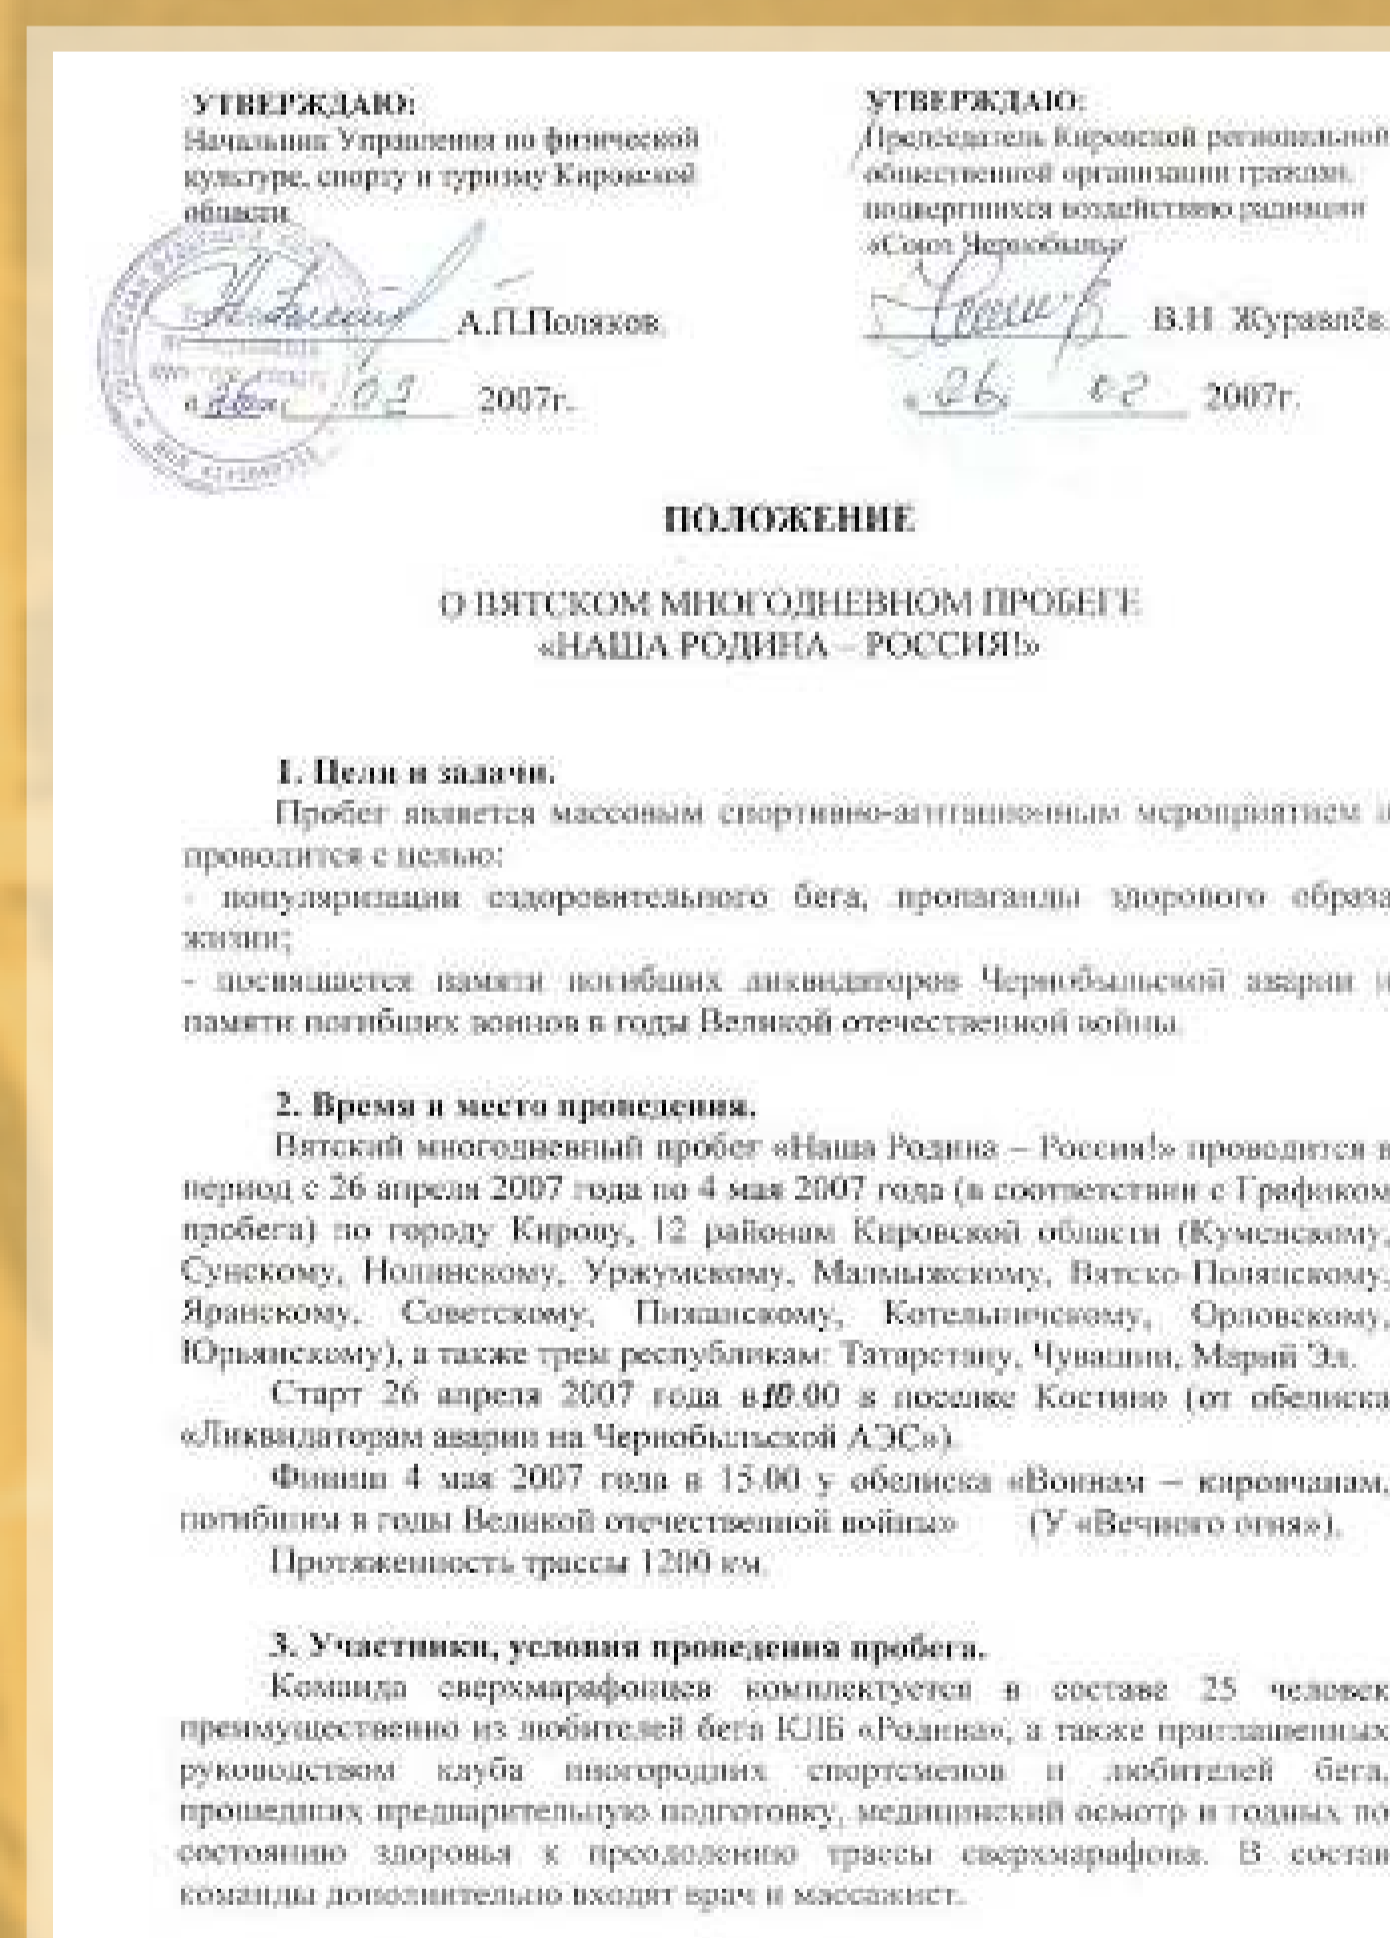 УТВЕРЖДАЮ:
Начальник Управления по физической
культуре, спорту и туризму Кировской
области
А.П.Поляков.
« 26 » 02 2007г.
УТВЕРЖДАЮ:
Председатель Кировской региональной
общественной организации граждан,
подвергшихся воздействию радиации
«Союз Чернобыль»
В.Н Журавлёв.
« 26 » 02 2007г.
ПОЛОЖЕНИЕ
О ВЯТСКОМ МНОГОДНЕВНОМ ПРОБЕГЕ
«НАША РОДИНА – РОССИЯ!»
1. Цели и задачи.
Пробег является массовым спортивно-агитационным мероприятием и
проводится с целью:
- популяризации оздоровительного бега, пропаганды здорового образа
жизни;
- посвящается памяти погибших ликвидаторов Чернобыльской аварии и
памяти погибших воинов в годы Великой отечественной войны.
2. Время и место проведения.
Вятский многодневный пробег «Наша Родина – Россия!» проводится в
период с 26 апреля 2007 года по 4 мая 2007 года (в соответствии с Графиком
пробега) по городу Кирову, 12 районам Кировской области (Куменскому,
Сунскому, Нолинскому, Уржумскому, Малмыжскому, Вятско-Полянскому,
Яранскому, Советскому, Пижанскому, Котельничскому, Орловскому,
Юрьянскому), а также трем республикам: Татарстану, Чувашии, Марий Эл.
Старт 26 апреля 2007 года в 10.00 в поселке Костино (от обелиска
«Ликвидаторам аварии на Чернобыльской АЭС»).
Финиш 4 мая 2007 года в 15.00 у обелиска «Воинам – кировчанам,
погибшим в годы Великой отечественной войны» (У «Вечного огня»).
Протяженность трассы 1200 км.
3. Участники, условия проведения пробега.
Команда сверхмарафонцев комплектуется в составе 25 человек
преимущественно из любителей бега КЛБ «Родина», а также приглашенных
руководством клуба иногородних спортсменов и любителей бега,
прошедших предварительную подготовку, медицинский осмотр и годных по
состоянию здоровья к преодолению трассы сверхмарафона. В состав
команды дополнительно входят врач и массажист.